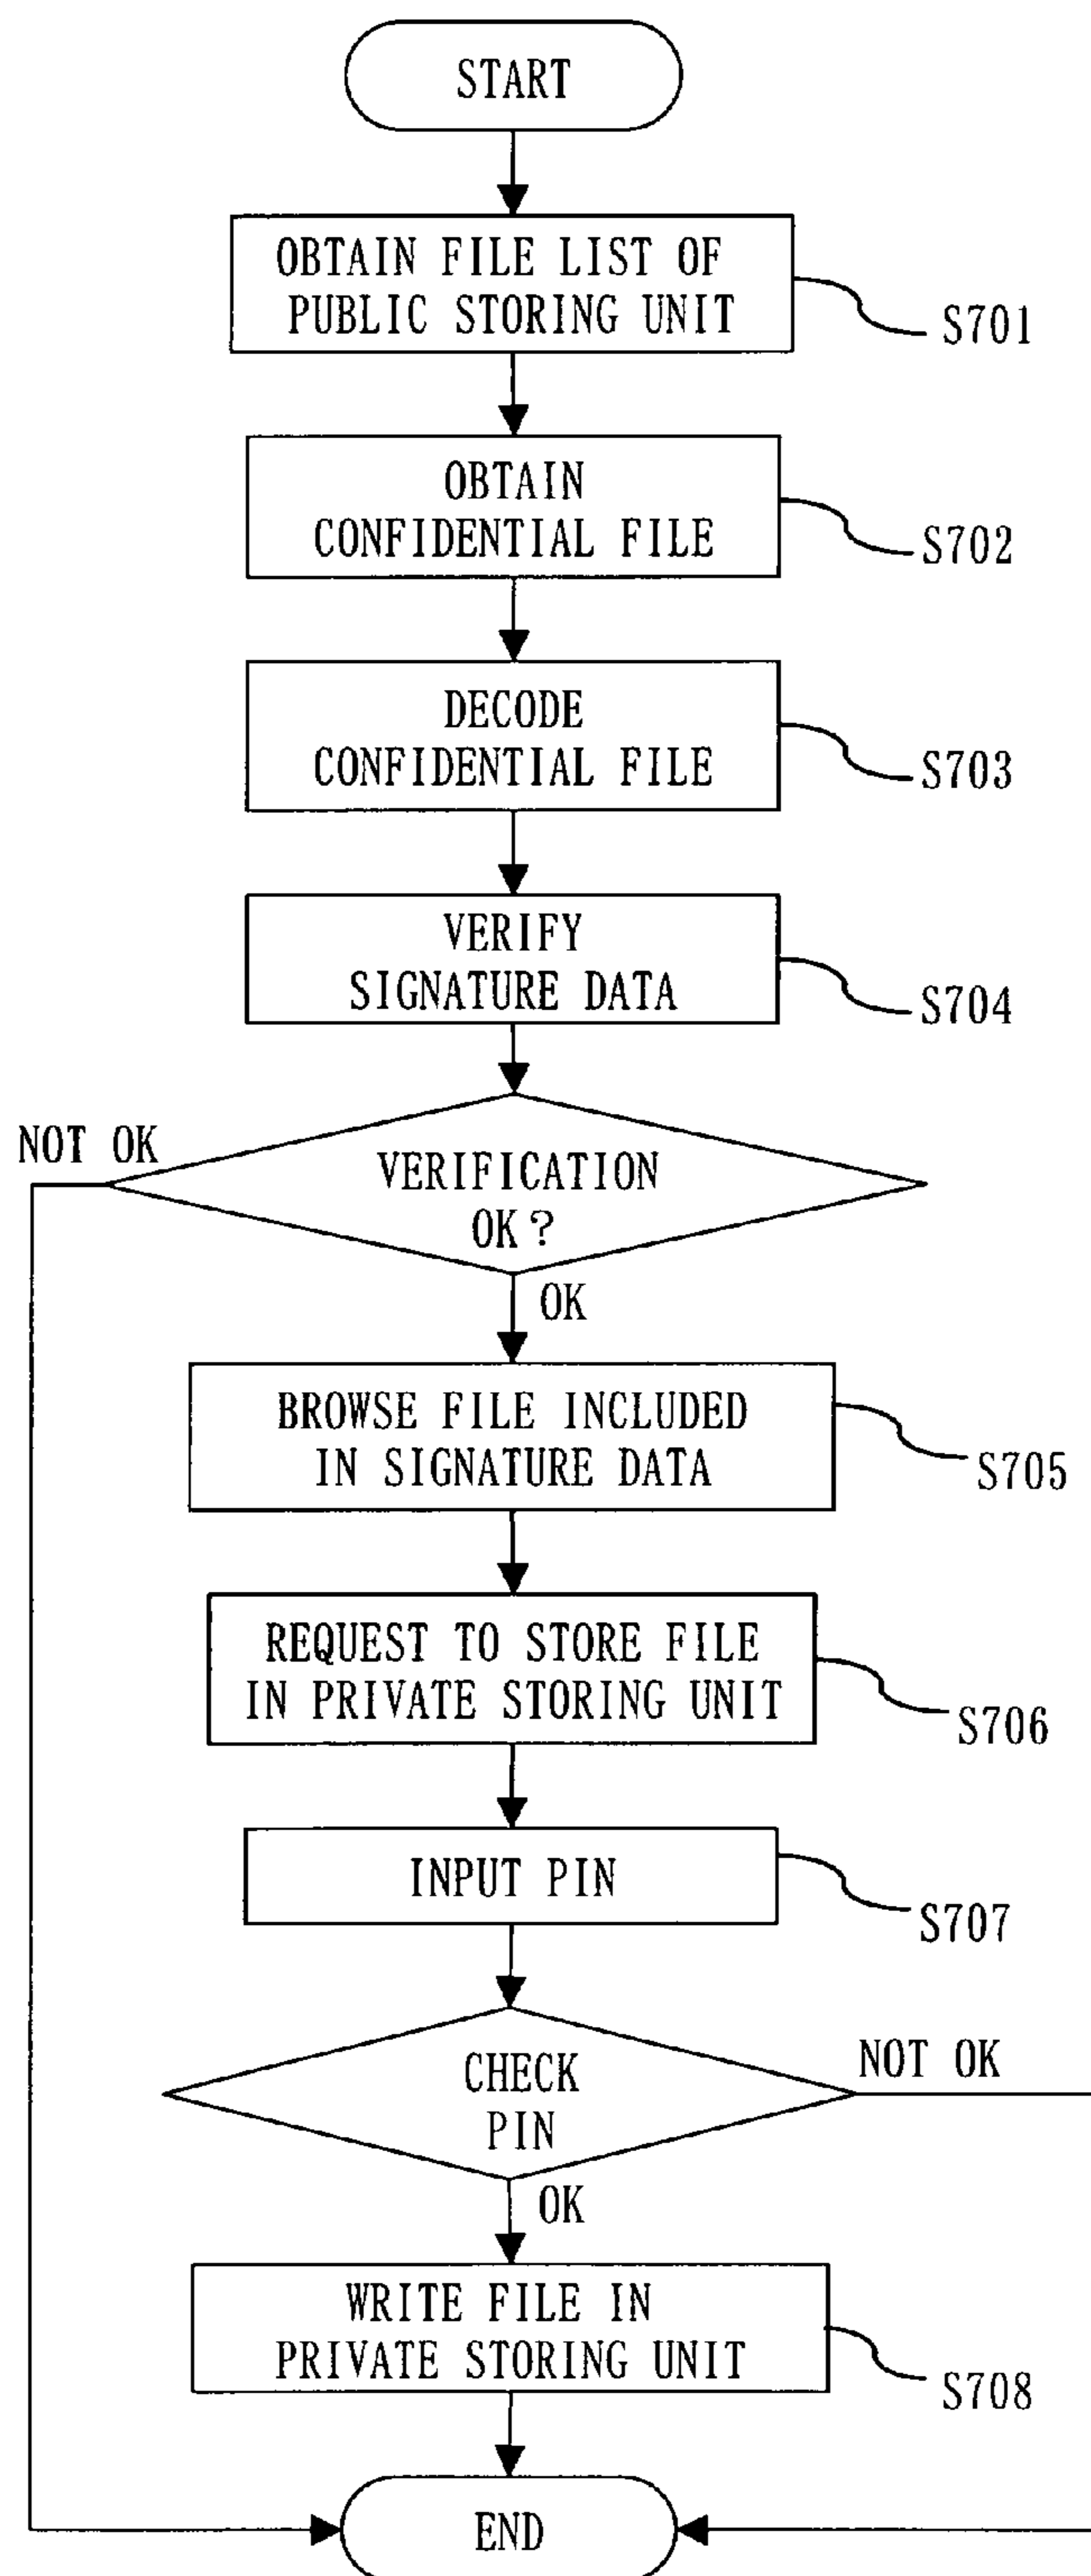 START
OBTAIN FILE LIST OF
PUBLIC STORING UNIT
S701
OBTAIN
CONFIDENTIAL FILE
S702
DECODE
CONFIDENTIAL FILE
S703
VERIFY
SIGNATURE DATA
S704
NOT OK
VERIFICATION
OK?
OK
BROWSE FILE INCLUDED
IN SIGNATURE DATA
S705
REQUEST TO STORE FILE
IN PRIVATE STORING UNIT
S706
INPUT PIN
S707
CHECK
PIN
NOT OK
OK
WRITE FILE IN
PRIVATE STORING UNIT
S708
END